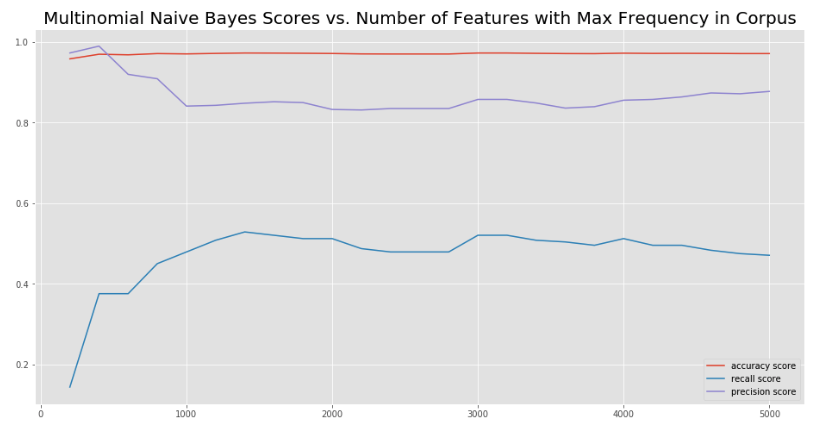 Multinomial Naive Bayes Scores vs. Number of Features with Max Frequency in Corpus
1.0
0.8
0.6
0.4
0.2
0
1000
2000
3000
4000
5000
accuracy score
recall score
precision score